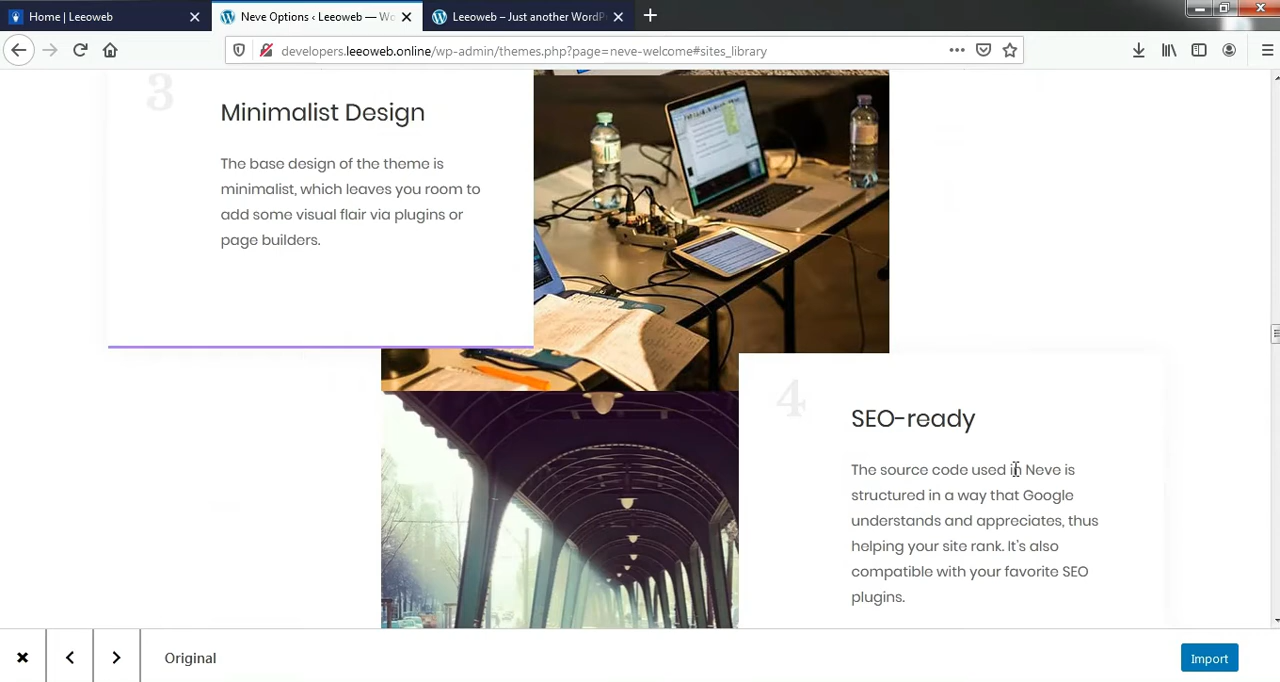 Home | Leeoweb
Neve Options ‹ Leeoweb — Wo
Leeoweb – Just another WordP
developers.leeoweb.online/wp-admin/themes.php?page=neve-welcome#sites_library
3
Minimalist Design
The base design of the theme is
minimalist, which leaves you room to
add some visual flair via plugins or
page builders.
4
SEO-ready
The source code used in Neve is
structured in a way that Google
understands and appreciates, thus
helping your site rank. It's also
compatible with your favorite SEO
plugins.
Original
Import